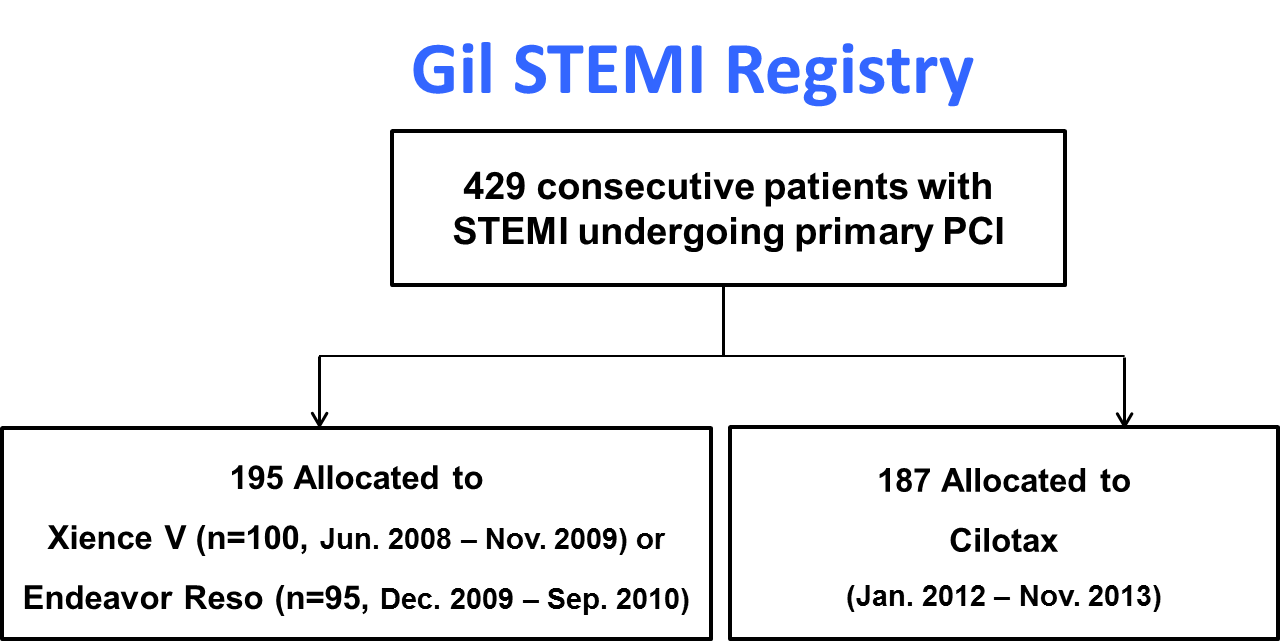 Gil STEMI Registry
429 consecutive patients with
STEMI undergoing primary PCI
195 Allocated to
Xience V (n=100, Jun. 2008 – Nov. 2009) or
Endeavor Reso (n=95, Dec. 2009 – Sep. 2010)
187 Allocated to
Cilotax
(Jan. 2012 – Nov. 2013)